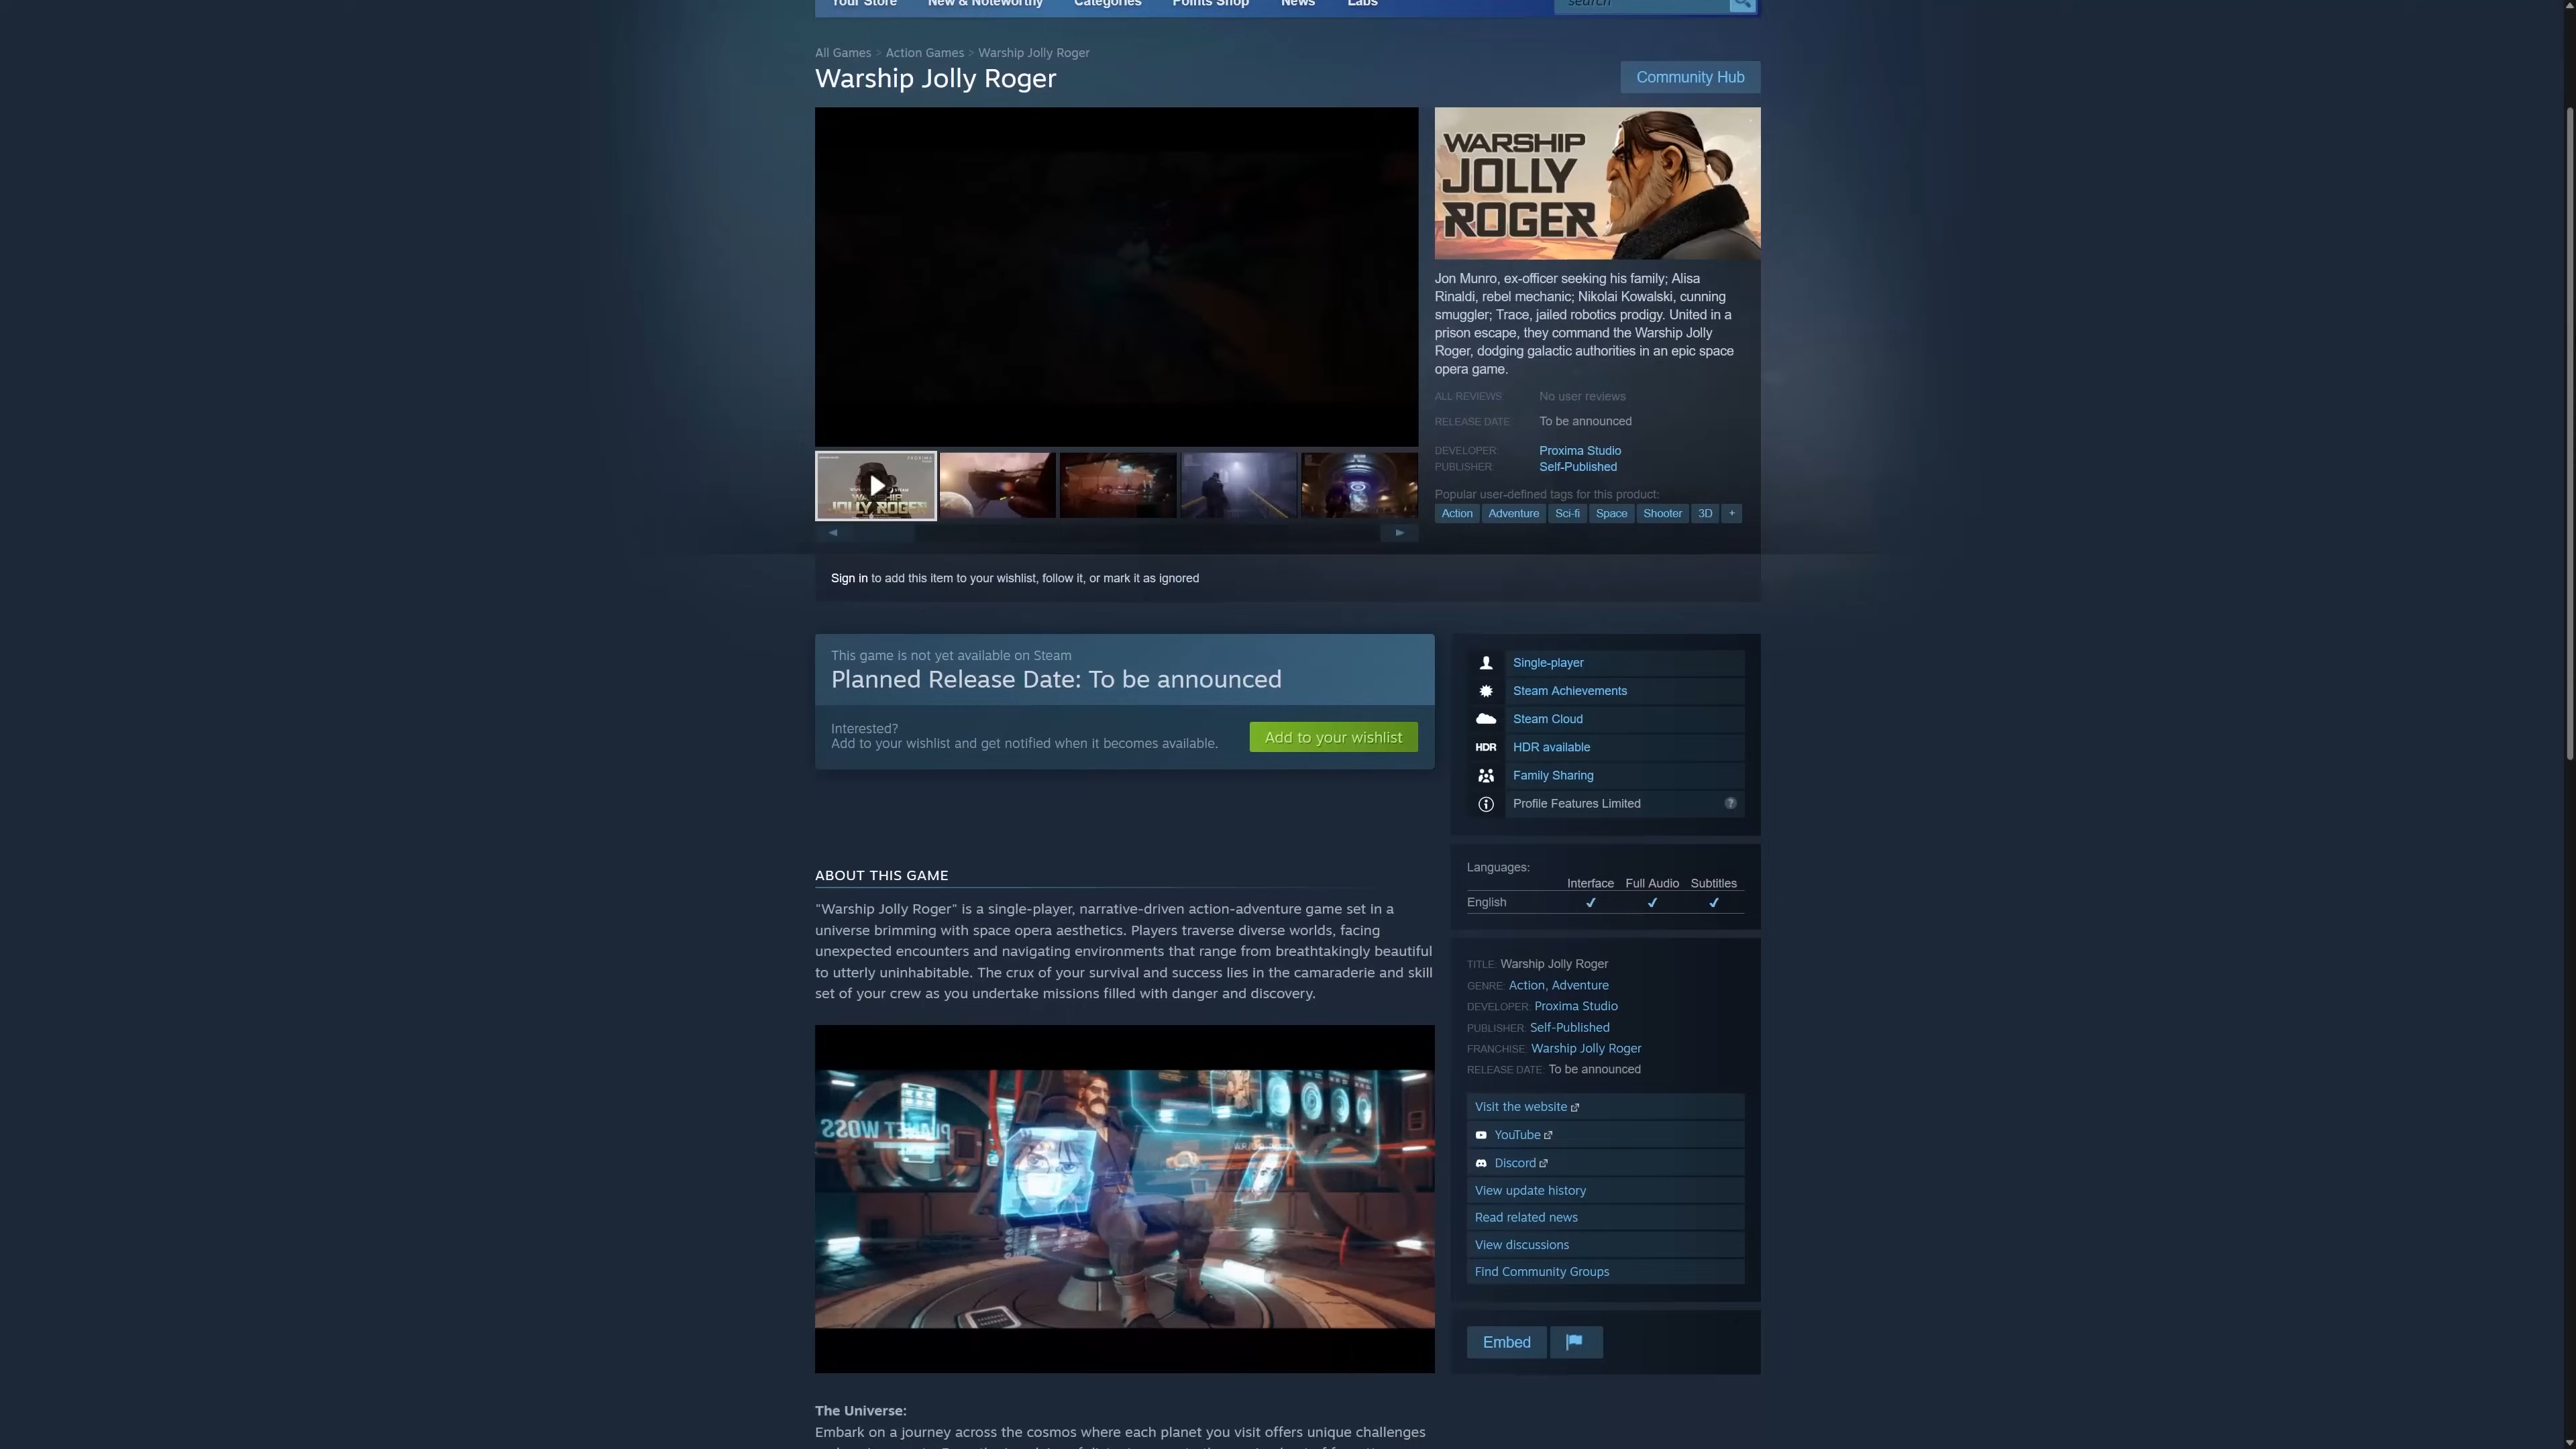 Your Store New & Noteworthy Categories Points Shop News Labs search
All Games > Action Games > Warship Jolly Roger
Warship Jolly Roger
Community Hub
WARSHIP
JOLLY
ROGER
Jon Munro, ex-officer seeking his family; Alisa
Rinaldi, rebel mechanic; Nikolai Kowalski, cunning
smuggler; Trace, jailed robotics prodigy. United in a
prison escape, they command the Warship Jolly
Roger, dodging galactic authorities in an epic space
opera game.
ALL REVIEWS: No user reviews
RELEASE DATE: To be announced
DEVELOPER: Proxima Studio
PUBLISHER: Self-Published
Popular user-defined tags for this product:
Action Adventure Sci-fi Space Shooter 3D +
WARSHIP
JOLLY ROGER
Sign in to add this item to your wishlist, follow it, or mark it as ignored
This game is not yet available on Steam
Planned Release Date: To be announced
Interested?
Add to your wishlist and get notified when it becomes available.
Add to your wishlist
Single-player
Steam Achievements
Steam Cloud
HDR HDR available
Family Sharing
Profile Features Limited ?
Languages:
Interface Full Audio Subtitles
English ✔ ✔ ✔
ABOUT THIS GAME
"Warship Jolly Roger" is a single-player, narrative-driven action-adventure game set in a
universe brimming with space opera aesthetics. Players traverse diverse worlds, facing
unexpected encounters and navigating environments that range from breathtakingly beautiful
to utterly uninhabitable. The crux of your survival and success lies in the camaraderie and skill
set of your crew as you undertake missions filled with danger and discovery.
PLANET WOSS
TITLE: Warship Jolly Roger
GENRE: Action, Adventure
DEVELOPER: Proxima Studio
PUBLISHER: Self-Published
FRANCHISE: Warship Jolly Roger
RELEASE DATE: To be announced
Visit the website
YouTube
Discord
View update history
Read related news
View discussions
Find Community Groups
Embed
The Universe:
Embark on a journey across the cosmos where each planet you visit offers unique challenges